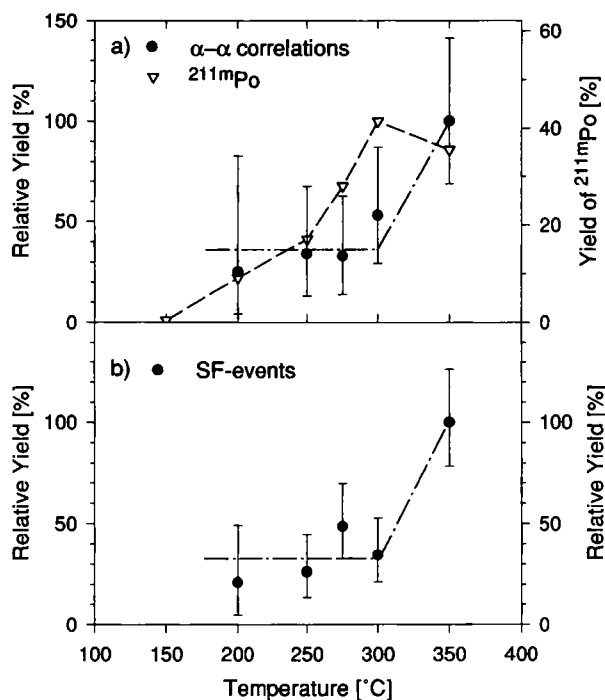 a) α–α correlations
²¹¹ᵐPo
Relative Yield [%]
150
100
50
0
Yield of ²¹¹ᵐPo
60
40
20
0
b) SF-events
Relative Yield [%]
100
50
0
Relative Yield [%]
100
50
0
100 150 200 250 300 350 400
Temperature [°C]